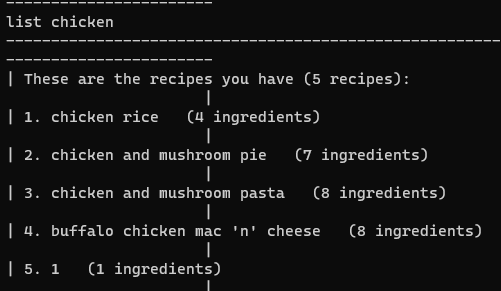 ------------------------
list chicken
--------------------------------------------------------
------------------------
| These are the recipes you have (5 recipes):
|
| 1. chicken rice   (4 ingredients)
|
| 2. chicken and mushroom pie   (7 ingredients)
|
| 3. chicken and mushroom pasta   (8 ingredients)
|
| 4. buffalo chicken mac 'n' cheese   (8 ingredients)
|
| 5. 1   (1 ingredients)
|